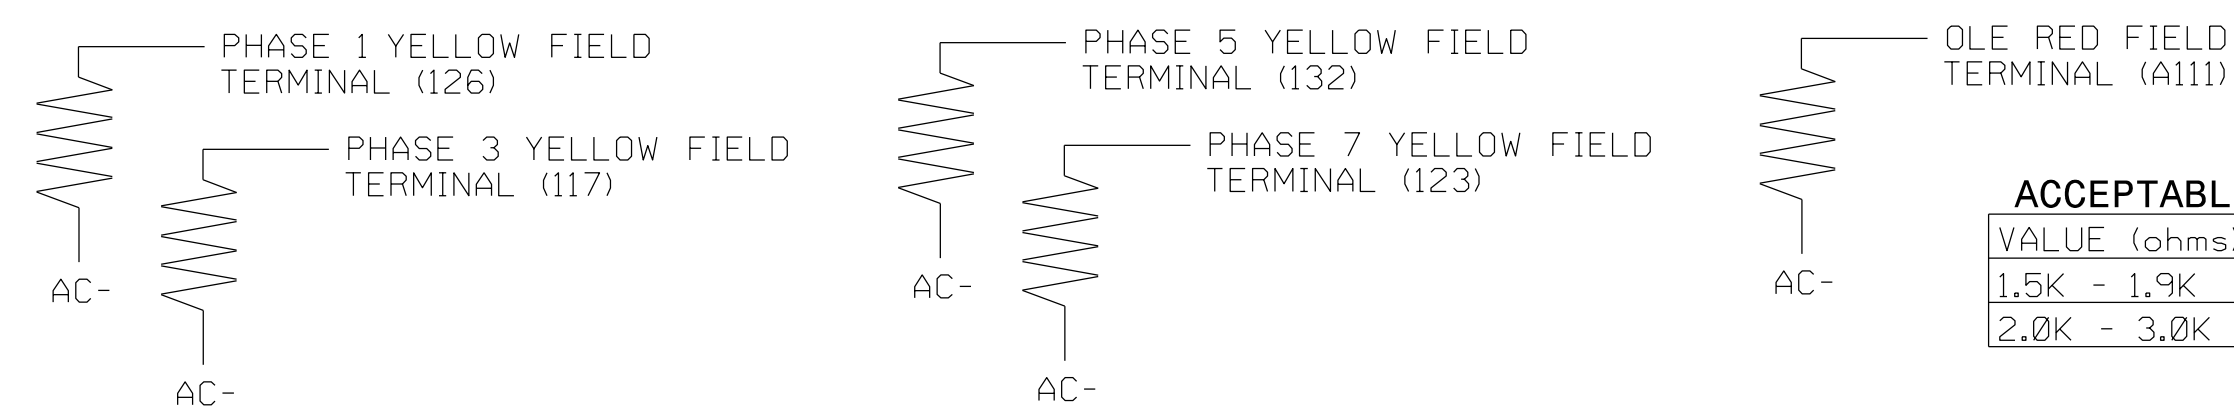 PHASE 1 YELLOW FIELD
TERMINAL (126)
AC-
PHASE 3 YELLOW FIELD
TERMINAL (117)
AC-
PHASE 5 YELLOW FIELD
TERMINAL (132)
AC-
PHASE 7 YELLOW FIELD
TERMINAL (123)
AC-
OLE RED FIELD
TERMINAL (A111)
AC-
ACCEPTABL
VALUE (ohms)
1.5K - 1.9K
2.0K - 3.0K